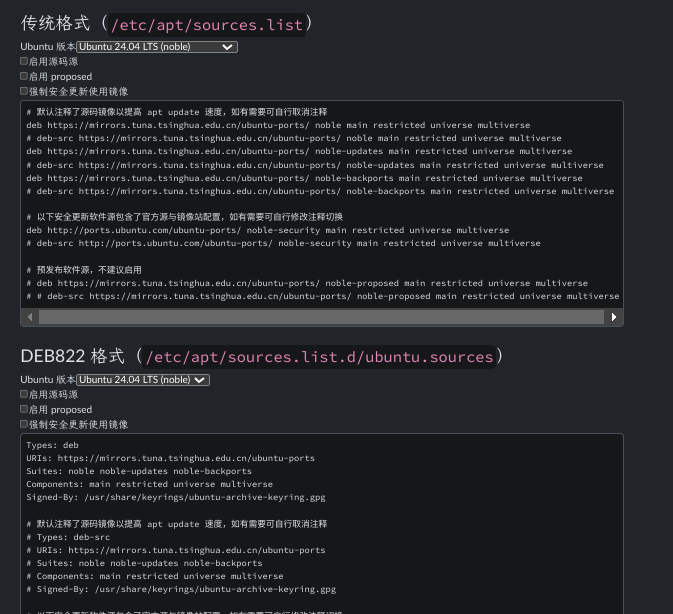 传统格式（/etc/apt/sources.list）
Ubuntu 版本 Ubuntu 24.04 LTS (noble)
启用源码源
启用 proposed
强制安全更新使用镜像
# 默认注释了源码镜像以提高 apt update 速度，如有需要可自行取消注释
deb https://mirrors.tuna.tsinghua.edu.cn/ubuntu-ports/ noble main restricted universe multiverse
# deb-src https://mirrors.tuna.tsinghua.edu.cn/ubuntu-ports/ noble main restricted universe multiverse
deb https://mirrors.tuna.tsinghua.edu.cn/ubuntu-ports/ noble-updates main restricted universe multiverse
# deb-src https://mirrors.tuna.tsinghua.edu.cn/ubuntu-ports/ noble-updates main restricted universe multiverse
deb https://mirrors.tuna.tsinghua.edu.cn/ubuntu-ports/ noble-backports main restricted universe multiverse
# deb-src https://mirrors.tuna.tsinghua.edu.cn/ubuntu-ports/ noble-backports main restricted universe multiverse
# 以下安全更新软件源包含了官方源与镜像站配置，如有需要可自行修改注释切换
deb http://ports.ubuntu.com/ubuntu-ports/ noble-security main restricted universe multiverse
# deb-src http://ports.ubuntu.com/ubuntu-ports/ noble-security main restricted universe multiverse
# 预发布软件源，不建议启用
# deb https://mirrors.tuna.tsinghua.edu.cn/ubuntu-ports/ noble-proposed main restricted universe multiverse
# # deb-src https://mirrors.tuna.tsinghua.edu.cn/ubuntu-ports/ noble-proposed main restricted universe multiverse
DEB822 格式（/etc/apt/sources.list.d/ubuntu.sources）
Ubuntu 版本 Ubuntu 24.04 LTS (noble)
启用源码源
启用 proposed
强制安全更新使用镜像
Types: deb
URIs: https://mirrors.tuna.tsinghua.edu.cn/ubuntu-ports
Suites: noble noble-updates noble-backports
Components: main restricted universe multiverse
Signed-By: /usr/share/keyrings/ubuntu-archive-keyring.gpg
# 默认注释了源码镜像以提高 apt update 速度，如有需要可自行取消注释
# Types: deb-src
# URIs: https://mirrors.tuna.tsinghua.edu.cn/ubuntu-ports
# Suites: noble noble-updates noble-backports
# Components: main restricted universe multiverse
# Signed-By: /usr/share/keyrings/ubuntu-archive-keyring.gpg